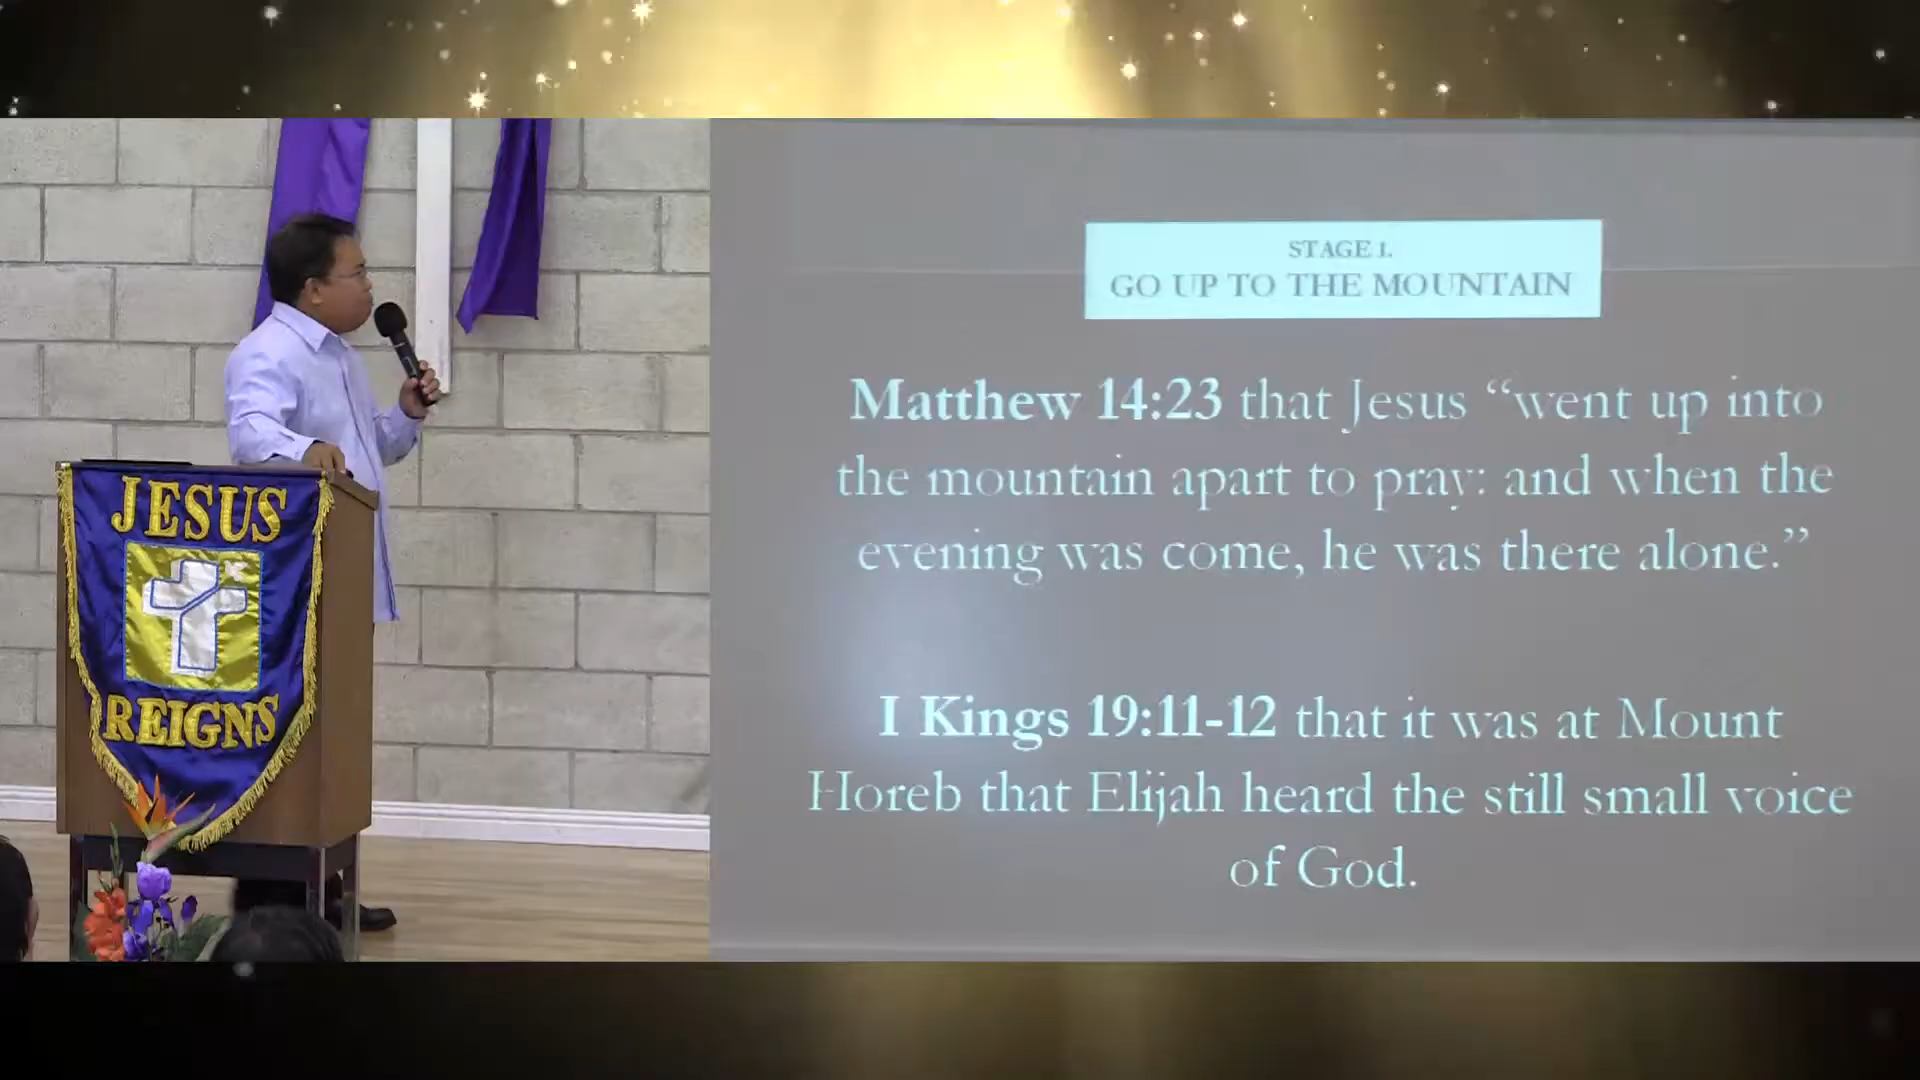 JESUS
REIGNS
STAGE 1.
GO UP TO THE MOUNTAIN
Matthew 14:23 that Jesus “went up into
the mountain apart to pray: and when the
evening was come, he was there alone.”
I Kings 19:11-12 that it was at Mount
Horeb that Elijah heard the still small voice
of God.